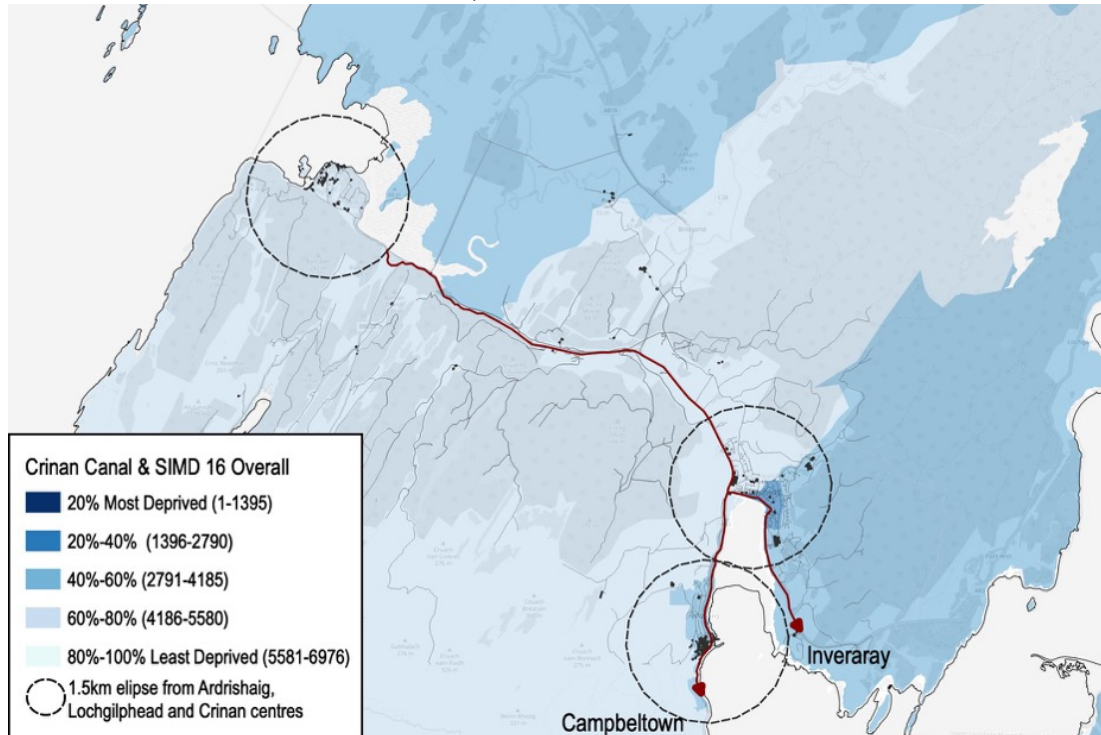 Crinan Canal & SIMD 16 Overall
20% Most Deprived (1-1395)
20%-40% (1396-2790)
40%-60% (2791-4185)
60%-80% (4186-5580)
80%-100% Least Deprived (5581-6976)
1.5km elipse from Ardrishaig,
Lochgilphead and Crinan centres
Inveraray
Campbeltown